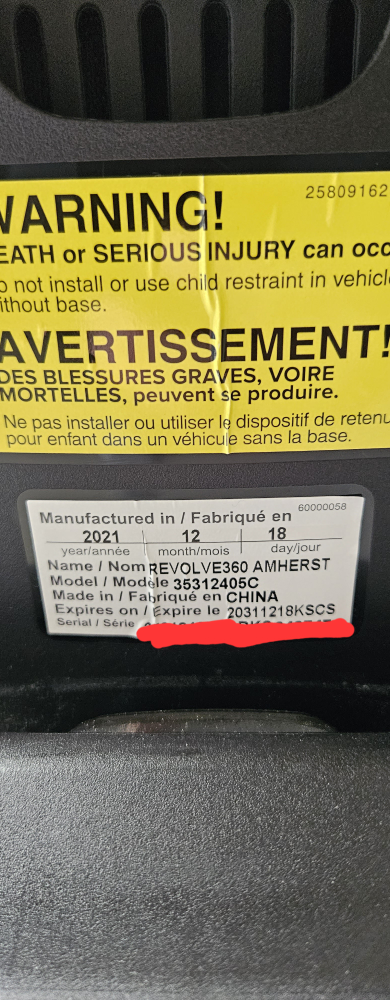 WARNING!
25809162
EATH or SERIOUS INJURY can occ
o not install or use child restraint in vehicl
ithout base.
AVERTISSEMENT!
DES BLESSURES GRAVES, VOIRE
MORTELLES, peuvent se produire.
Ne pas installer ou utiliser le dispositif de retenu
pour enfant dans un véhicule sans la base.
60000058
Manufactured in / Fabriqué en
2021 12 18
year/année month/mois day/jour
Name / Nom REVOLVE360 AMHERST
Model / Modèle 35312405C
Made in / Fabriqué en CHINA
Expires on / Expire le 20311218KSCS
Serial / Série